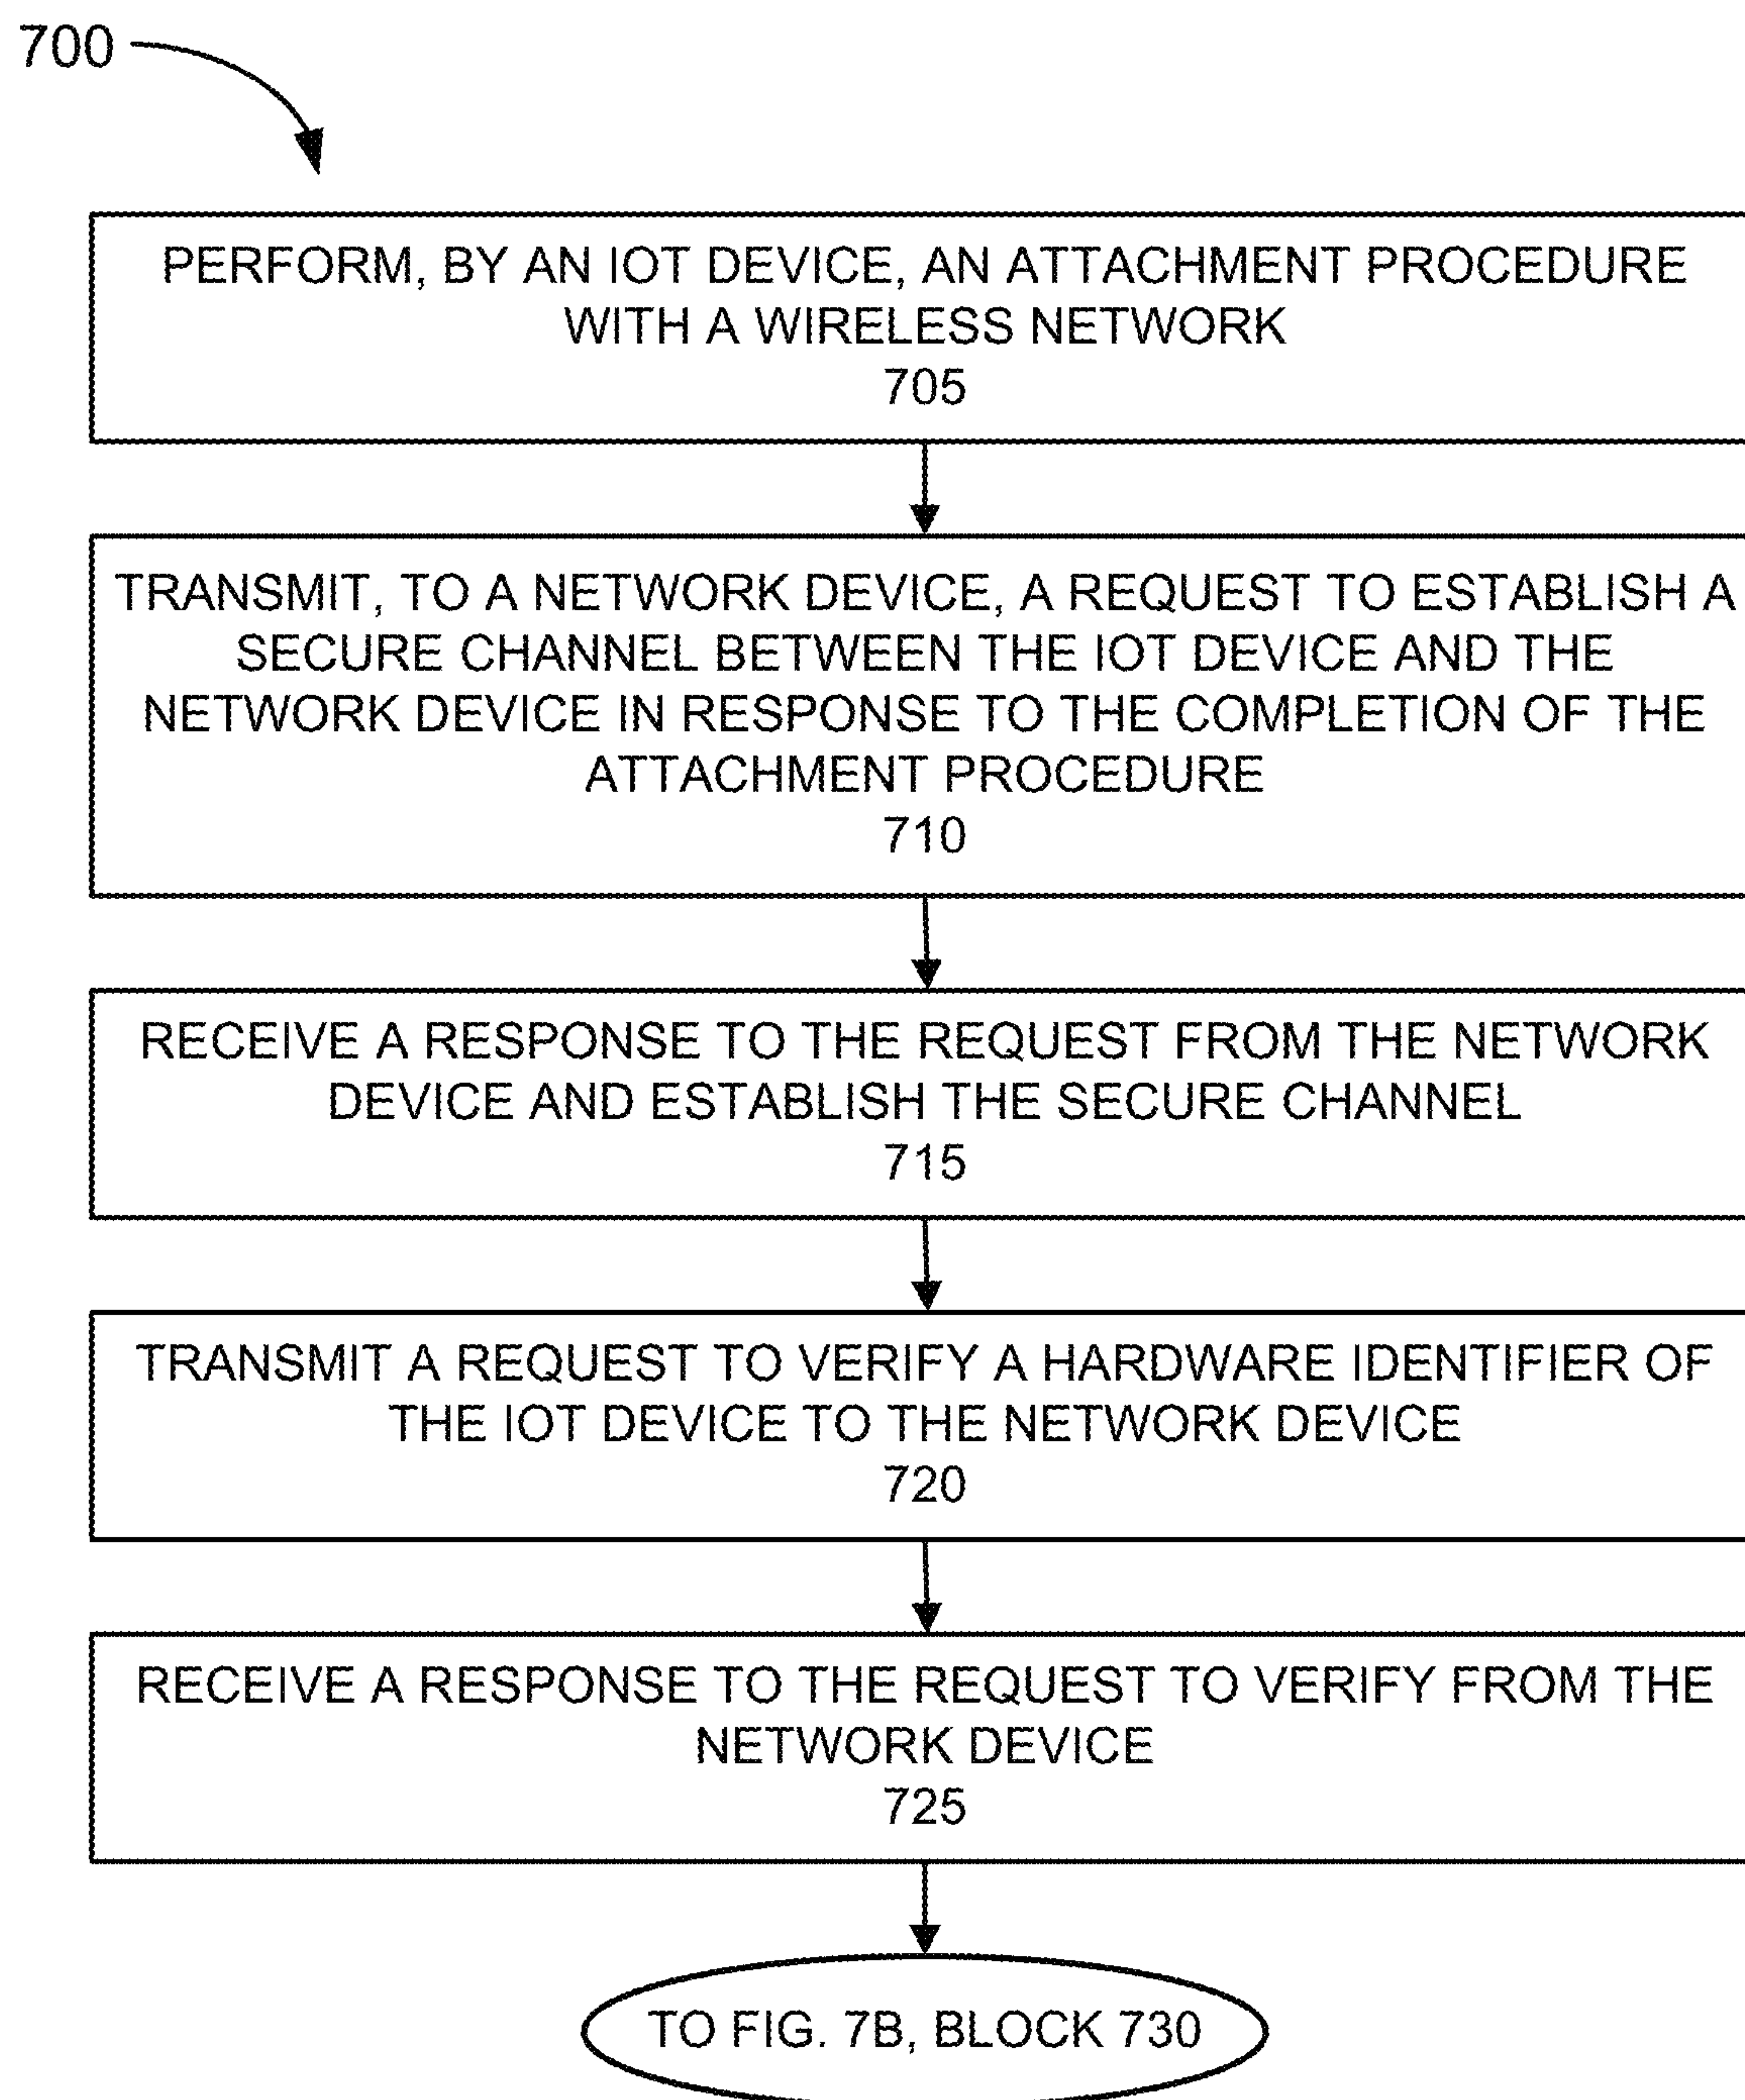 700
PERFORM, BY AN IOT DEVICE, AN ATTACHMENT PROCEDURE
WITH A WIRELESS NETWORK
705
TRANSMIT, TO A NETWORK DEVICE, A REQUEST TO ESTABLISH A
SECURE CHANNEL BETWEEN THE IOT DEVICE AND THE
NETWORK DEVICE IN RESPONSE TO THE COMPLETION OF THE
ATTACHMENT PROCEDURE
710
RECEIVE A RESPONSE TO THE REQUEST FROM THE NETWORK
DEVICE AND ESTABLISH THE SECURE CHANNEL
715
TRANSMIT A REQUEST TO VERIFY A HARDWARE IDENTIFIER OF
THE IOT DEVICE TO THE NETWORK DEVICE
720
RECEIVE A RESPONSE TO THE REQUEST TO VERIFY FROM THE
NETWORK DEVICE
725
TO FIG. 7B, BLOCK 730